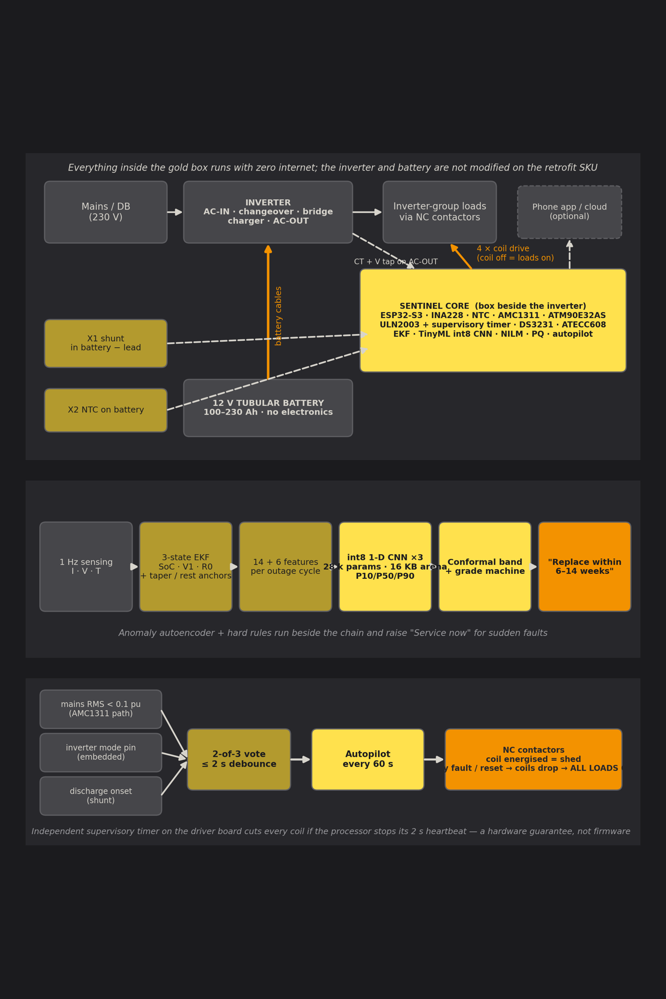 Everything inside the gold box runs with zero internet; the inverter and battery are not modified on the retrofit SKU
Mains / DB
(230 V)
INVERTER
AC-IN · changeover · bridge
charger · AC-OUT
Inverter-group loads
via NC contactors
Phone app / cloud
(optional)
4 × coil drive
(coil off = loads on)
CT + V tap on AC-OUT
battery cables
SENTINEL CORE (box beside the inverter)
ESP32-S3 · INA228 · NTC · AMC1311 · ATM90E32AS
ULN2003 + supervisory timer · DS3231 · ATECC608
EKF · TinyML int8 CNN · NILM · PQ · autopilot
X1 shunt
in battery − lead
X2 NTC on battery
12 V TUBULAR BATTERY
100–230 Ah · no electronics
1 Hz sensing
I · V · T
3-state EKF
SoC · V1 · R0
+ taper / rest anchors
14 + 6 features
per outage cycle
int8 1-D CNN ×3
28 k params · 16 KB arena
P10/P50/P90
Conformal band
+ grade machine
"Replace within
6–14 weeks"
Anomaly autoencoder + hard rules run beside the chain and raise "Service now" for sudden faults
mains RMS < 0.1 pu
(AMC1311 path)
inverter mode pin
(embedded)
discharge onset
(shunt)
2-of-3 vote
≤ 2 s debounce
Autopilot
every 60 s
NC contactors
coil energised = shed
fault / reset → coils drop → ALL LOADS
Independent supervisory timer on the driver board cuts every coil if the processor stops its 2 s heartbeat — a hardware guarantee, not firmware